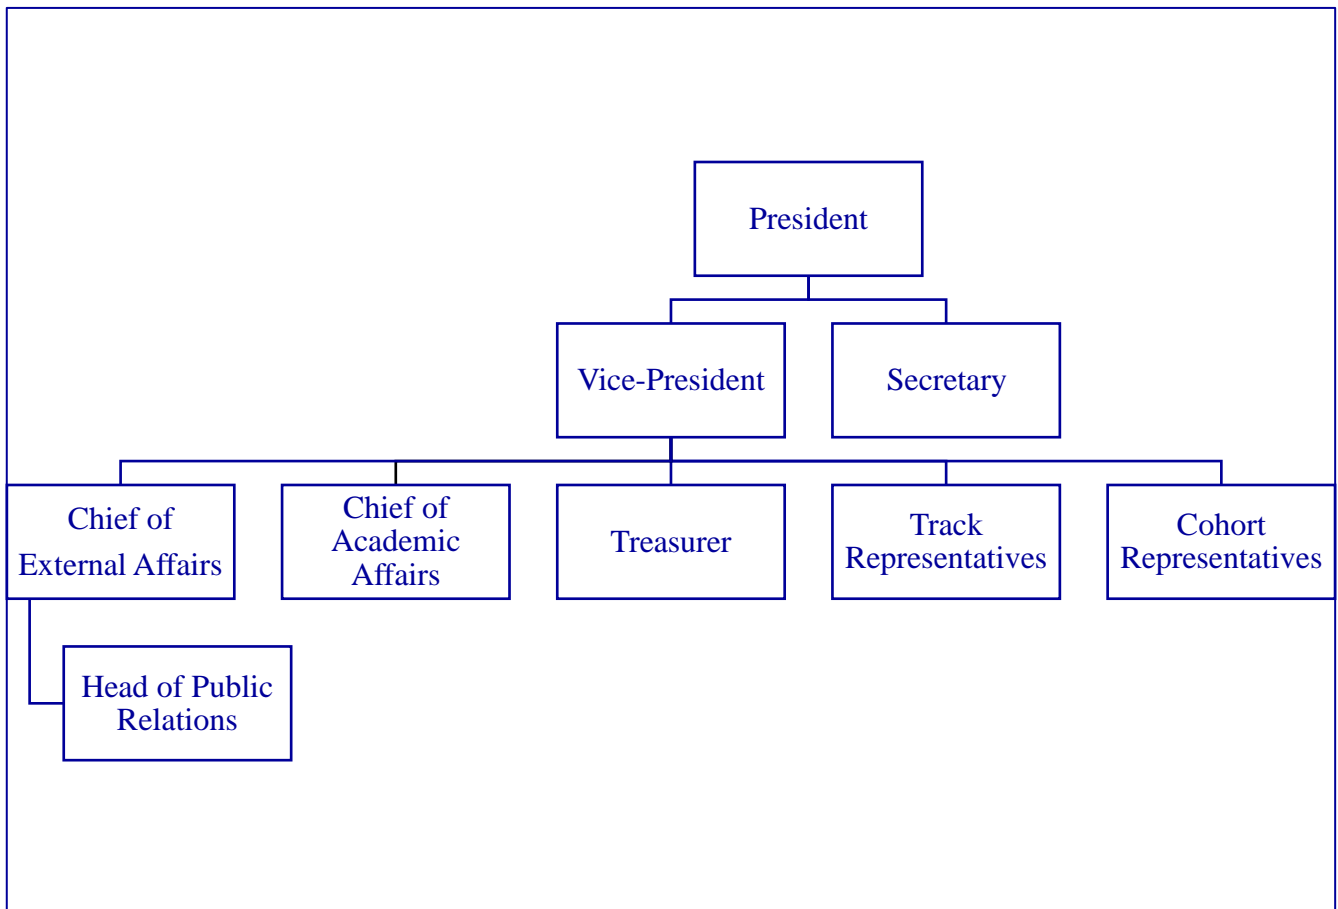 President
Vice-President
Secretary
Chief of
External Affairs
Chief of
Academic
Affairs
Treasurer
Track
Representatives
Cohort
Representatives
Head of Public
Relations